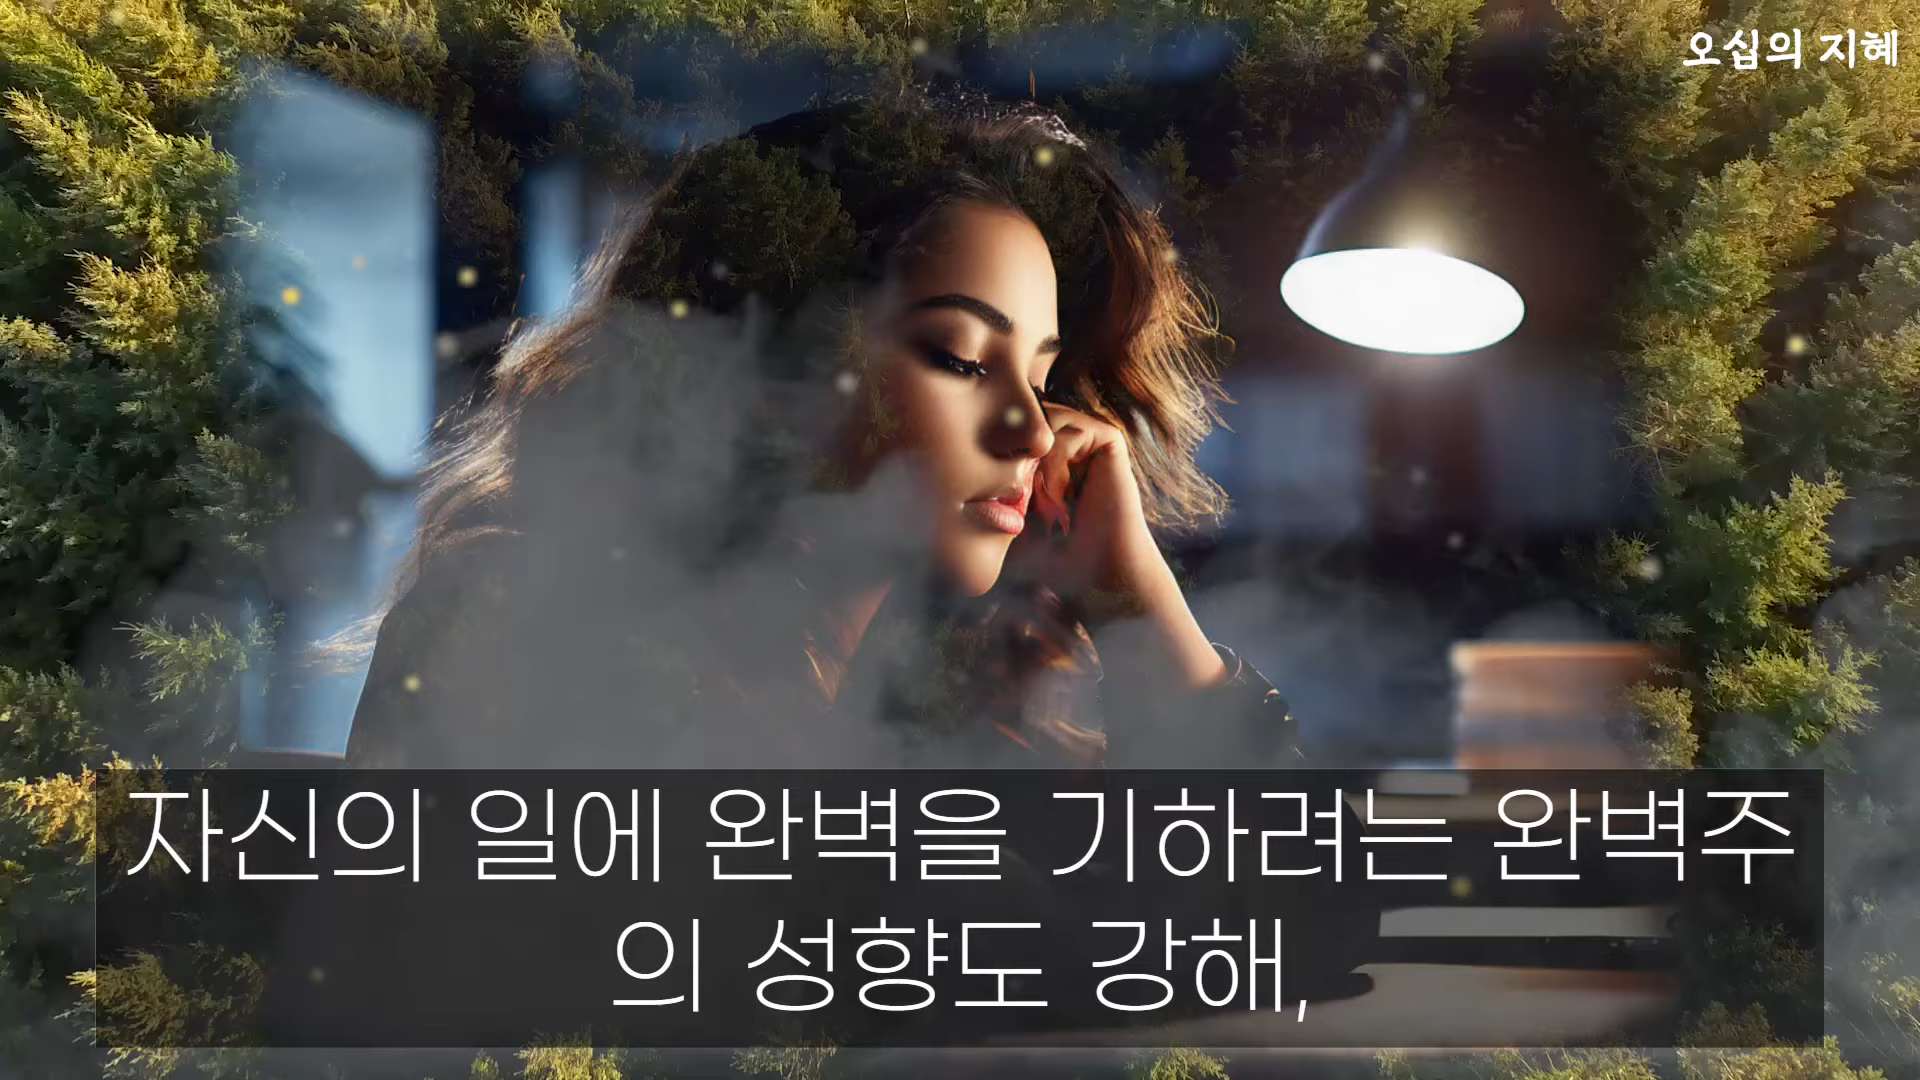 오십의 지혜
자신의 일에 완벽을 기하려는 완벽주
의 성향도 강해,